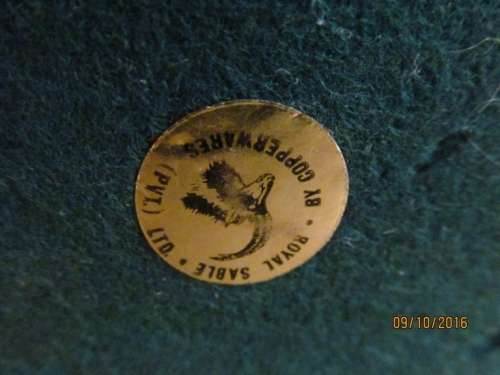 • ROYAL SABLE •
BY COPPERWARES (PVT.) LTD.
09/10/2016